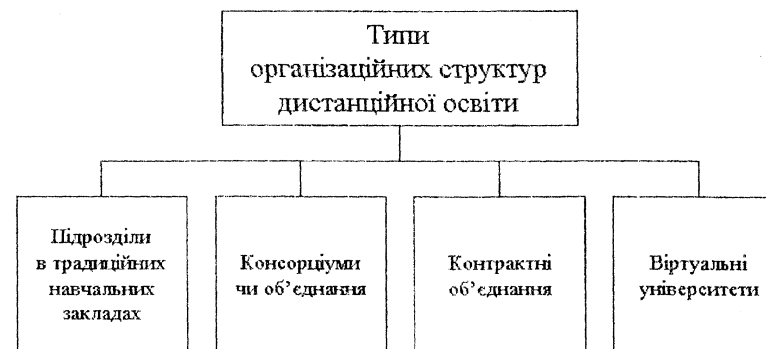 Типи
організаційних структур
дистанційної освіти
Підрозділи
в традиційних
навчальних
закладах
Консорціуми
чи об’єднання
Контрактні
об’єднання
Віртуальні
університети